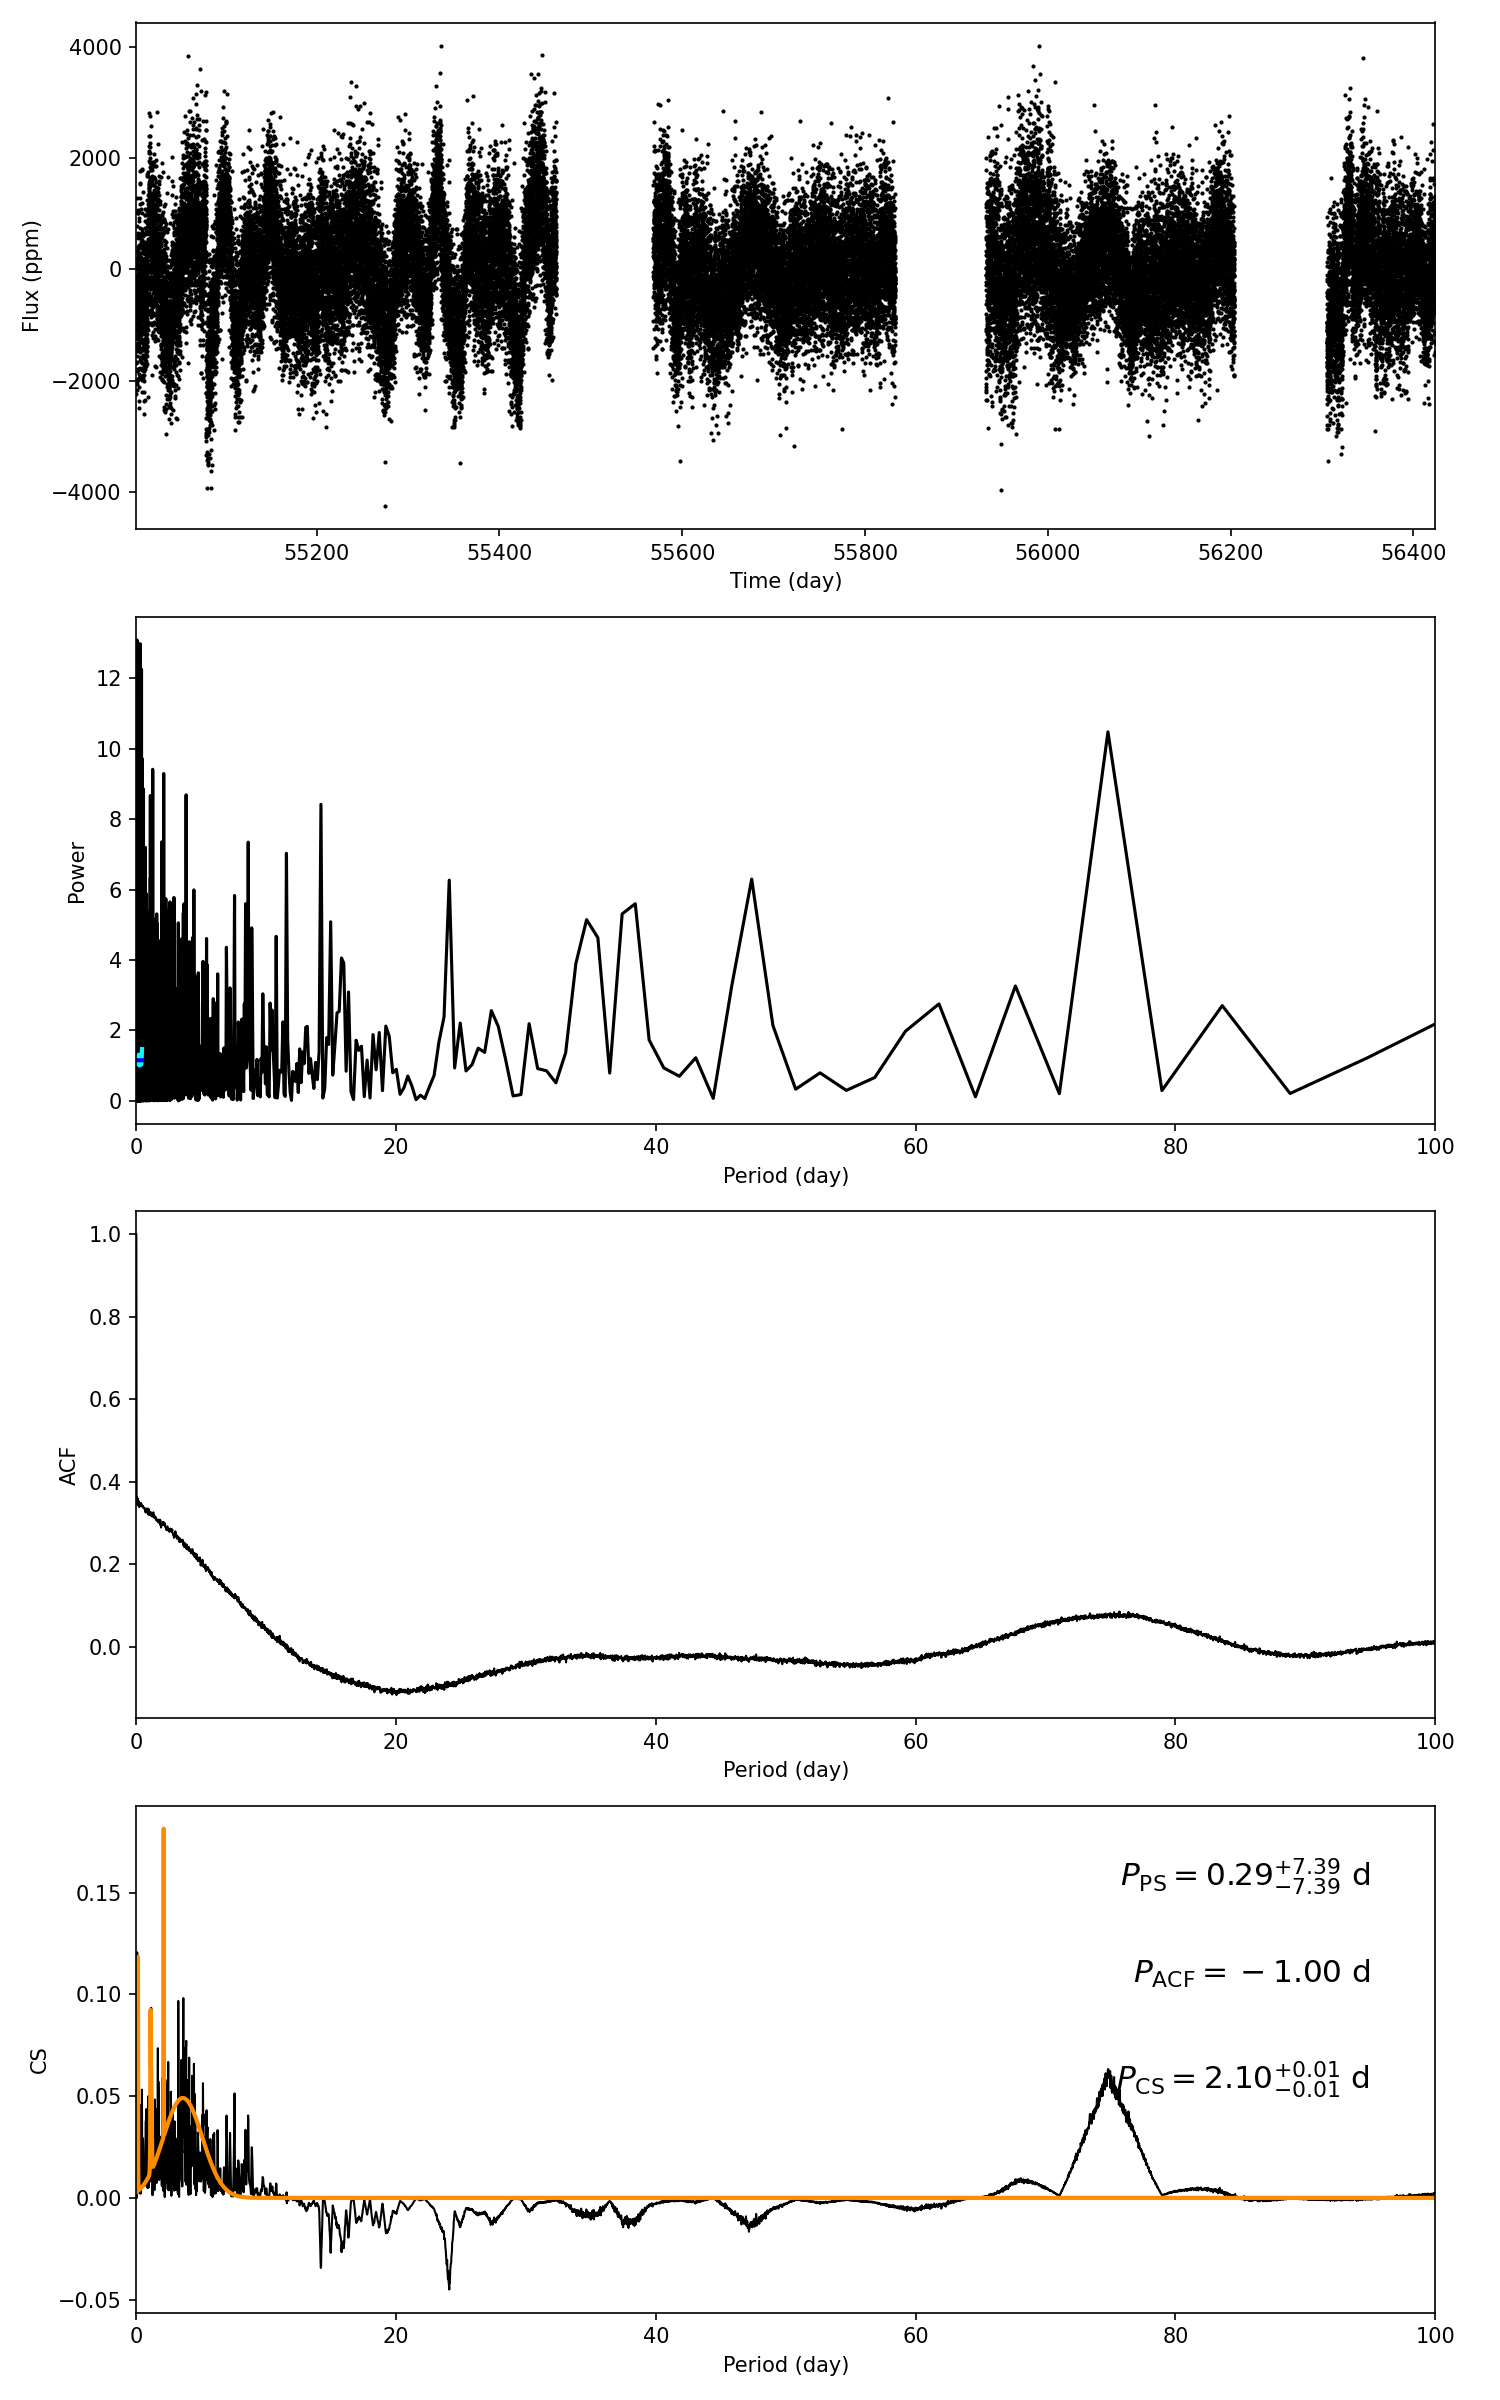 4000
2000
0
−2000
−4000
Flux (ppm)
55200 55400 55600 55800 56000 56200 56400
Time (day)
12
10
8
6
4
2
0
Power
0 20 40 60 80 100
Period (day)
1.0
0.8
0.6
0.4
0.2
0.0
ACF
0 20 40 60 80 100
Period (day)
0.15
0.10
0.05
0.00
−0.05
CS
P_PS = 0.29^{+7.39}_{−7.39} d
P_ACF = −1.00 d
P_CS = 2.10^{+0.01}_{−0.01} d
0 20 40 60 80 100
Period (day)